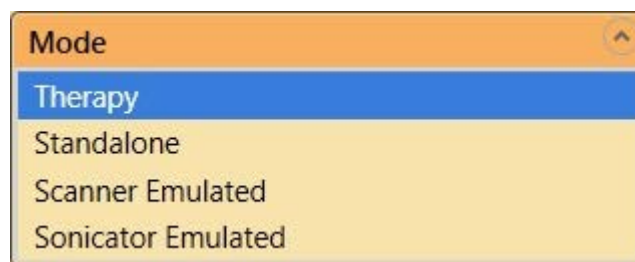 Mode
Therapy
Standalone
Scanner Emulated
Sonicator Emulated